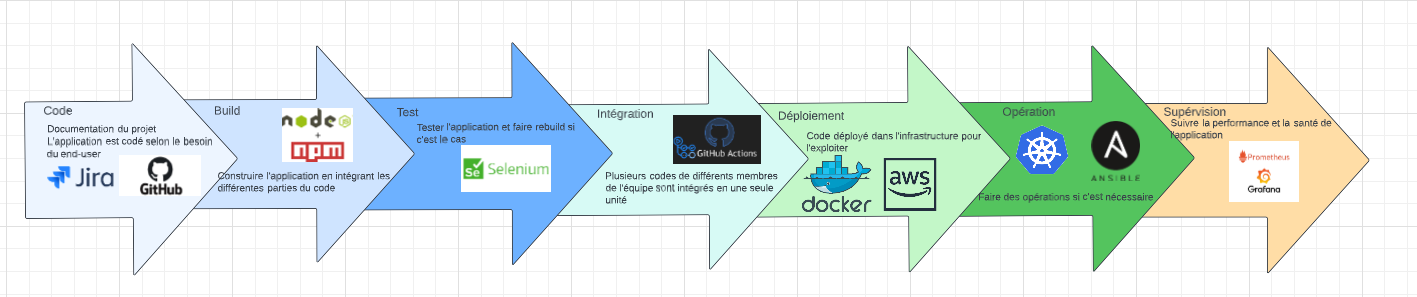 Code
Documentation du projet
L'application est codé selon le besoin
du end-user
Jira
GitHub
Build
node
JS
+
npm
Construire l'application en intégrant les
différentes parties du code
Test
Tester l'application et faire rebuild si
c'est le cas
Se Selenium
Intégration
GitHub Actions
Plusieurs codes de différents membres
de l'équipe sont intégrés en une seule
unité
Déploiement
Code déployé dans l'infrastructure pour
l'exploiter
docker
aws
Opération
ANSIBLE
Faire des opérations si c'est nécessaire
Supérvision
Suivre la performance et la santé de
l'application
Prometheus
Grafana